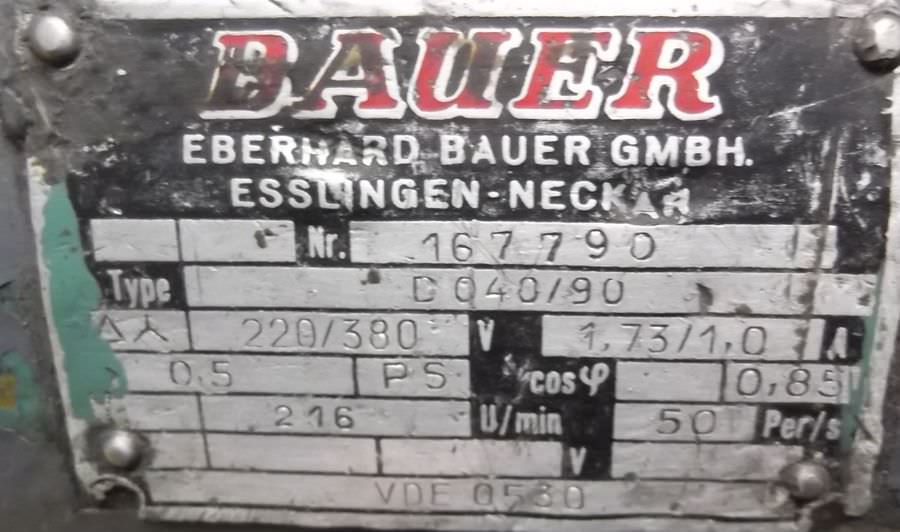 BAUER
EBERHARD BAUER GMBH.
ESSLINGEN-NECKAR
Nr. 167790
Type D040/90
220/380 V 1,73/1,0 A
0,5 PS cosφ 0,85
216 U/min 50 Per/s
V
VDE 0530